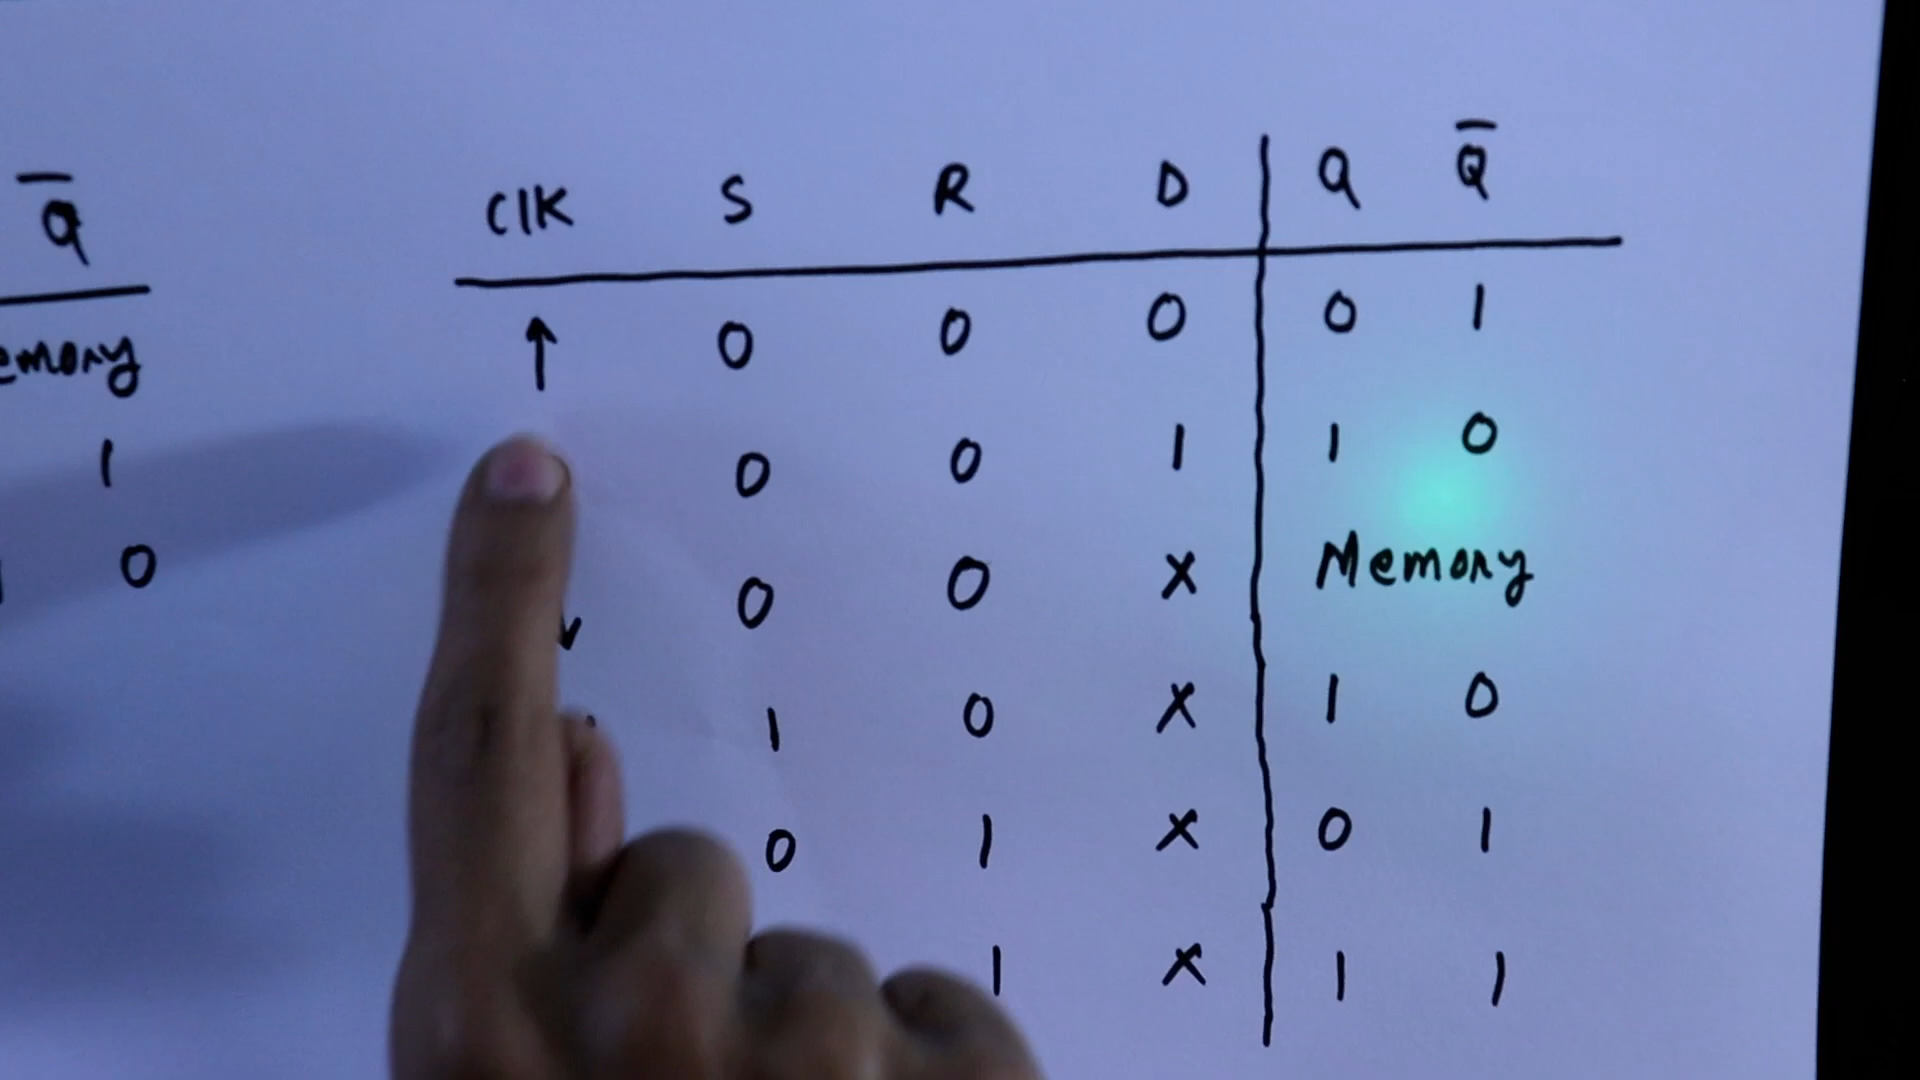 Q̅
1
0
Clk S R D Q Q̅
↑ 0 0 0 0 1
0 0 1 1 0
0 0 X Memory
1 0 X 1 0
0 1 X 0 1
1 X 1 1